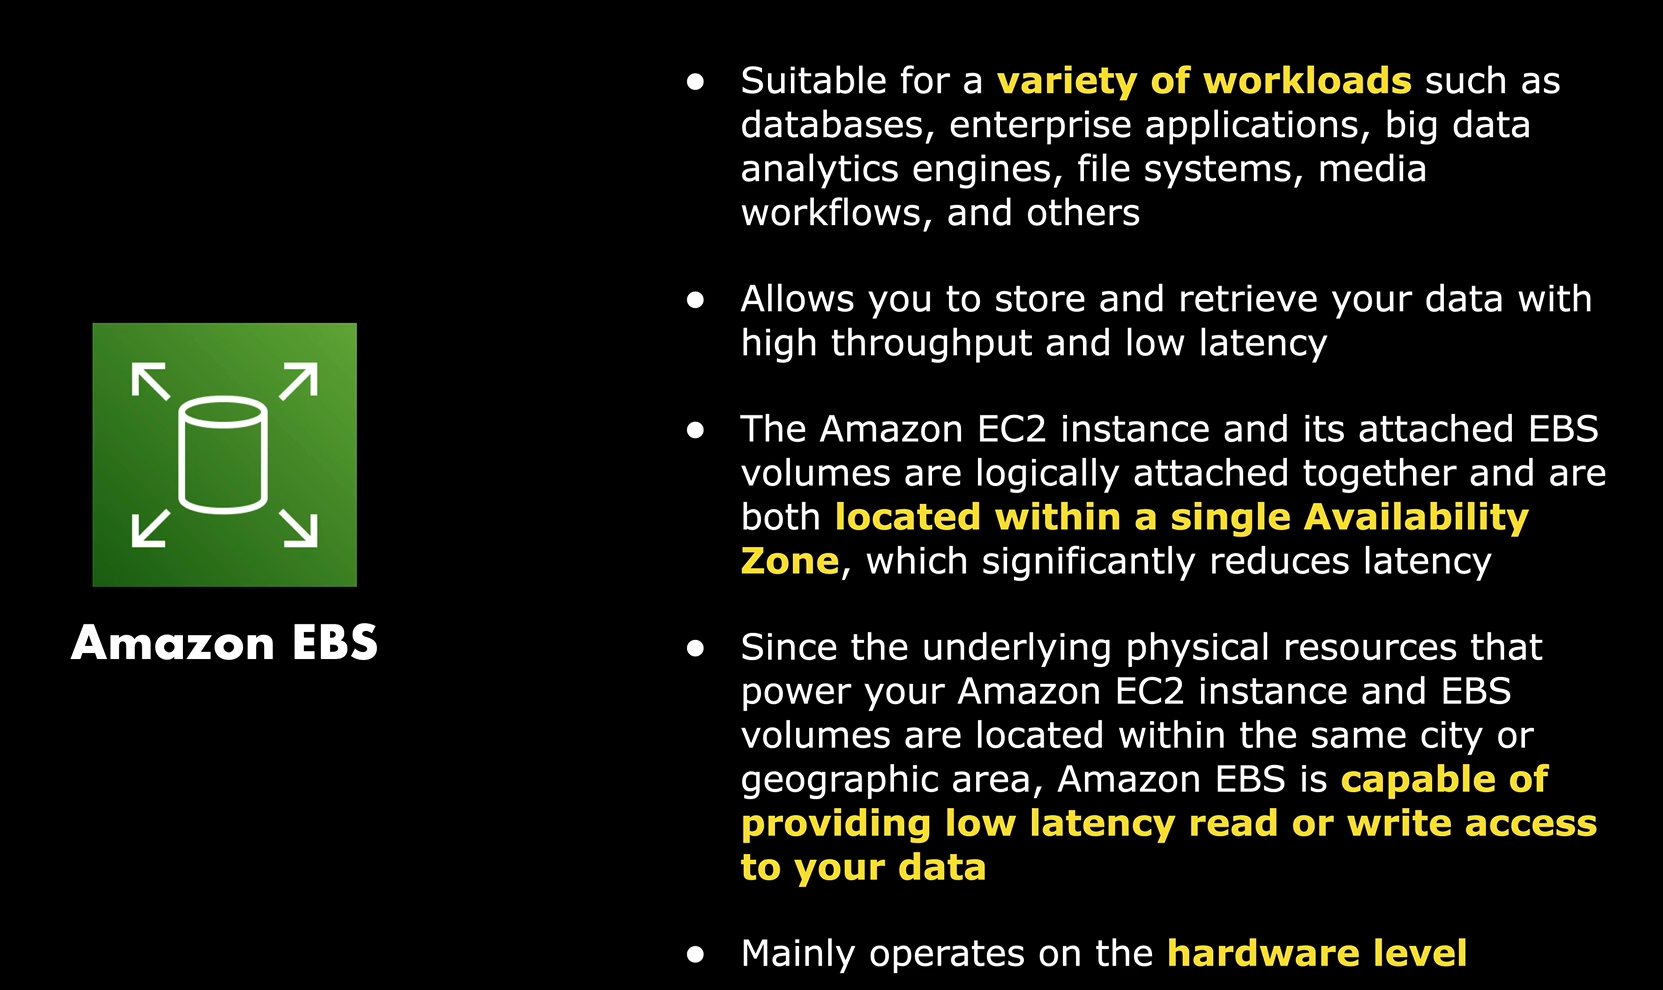 ● Suitable for a variety of workloads such as
databases, enterprise applications, big data
analytics engines, file systems, media
workflows, and others
● Allows you to store and retrieve your data with
high throughput and low latency
● The Amazon EC2 instance and its attached EBS
volumes are logically attached together and are
both located within a single Availability
Zone, which significantly reduces latency
● Since the underlying physical resources that
power your Amazon EC2 instance and EBS
volumes are located within the same city or
geographic area, Amazon EBS is capable of
providing low latency read or write access
to your data
● Mainly operates on the hardware level
Amazon EBS